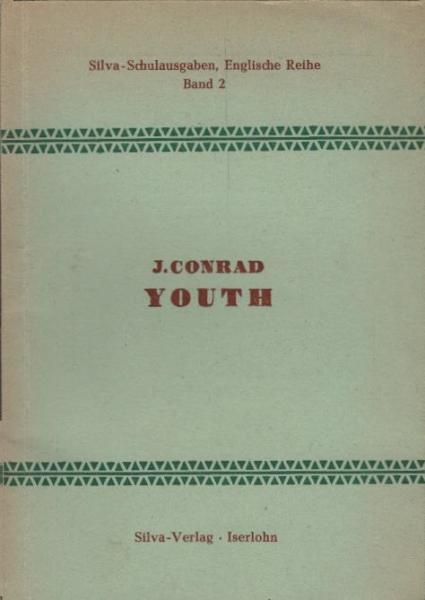 Silva-Schulausgaben, Englische Reihe
Band 2
J. CONRAD
YOUTH
Silva-Verlag · Iserlohn